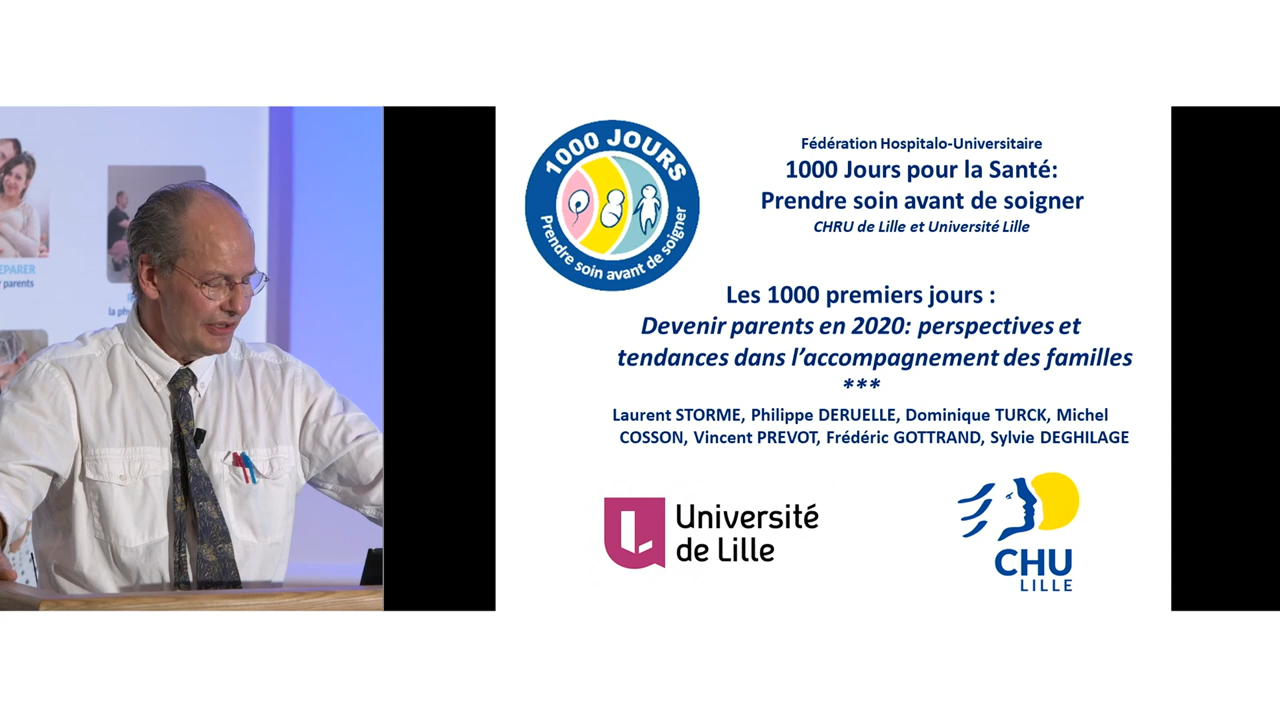 EPARER
r parents
la ph
1000 JOURS
Prendre soin avant de soigner
Fédération Hospitalo-Universitaire
1000 Jours pour la Santé:
Prendre soin avant de soigner
CHRU de Lille et Université Lille
Les 1000 premiers jours :
Devenir parents en 2020: perspectives et
tendances dans l’accompagnement des familles
***
Laurent STORME, Philippe DERUELLE, Dominique TURCK, Michel
COSSON, Vincent PREVOT, Frédéric GOTTRAND, Sylvie DEGHILAGE
Université
de Lille
CHU
LILLE